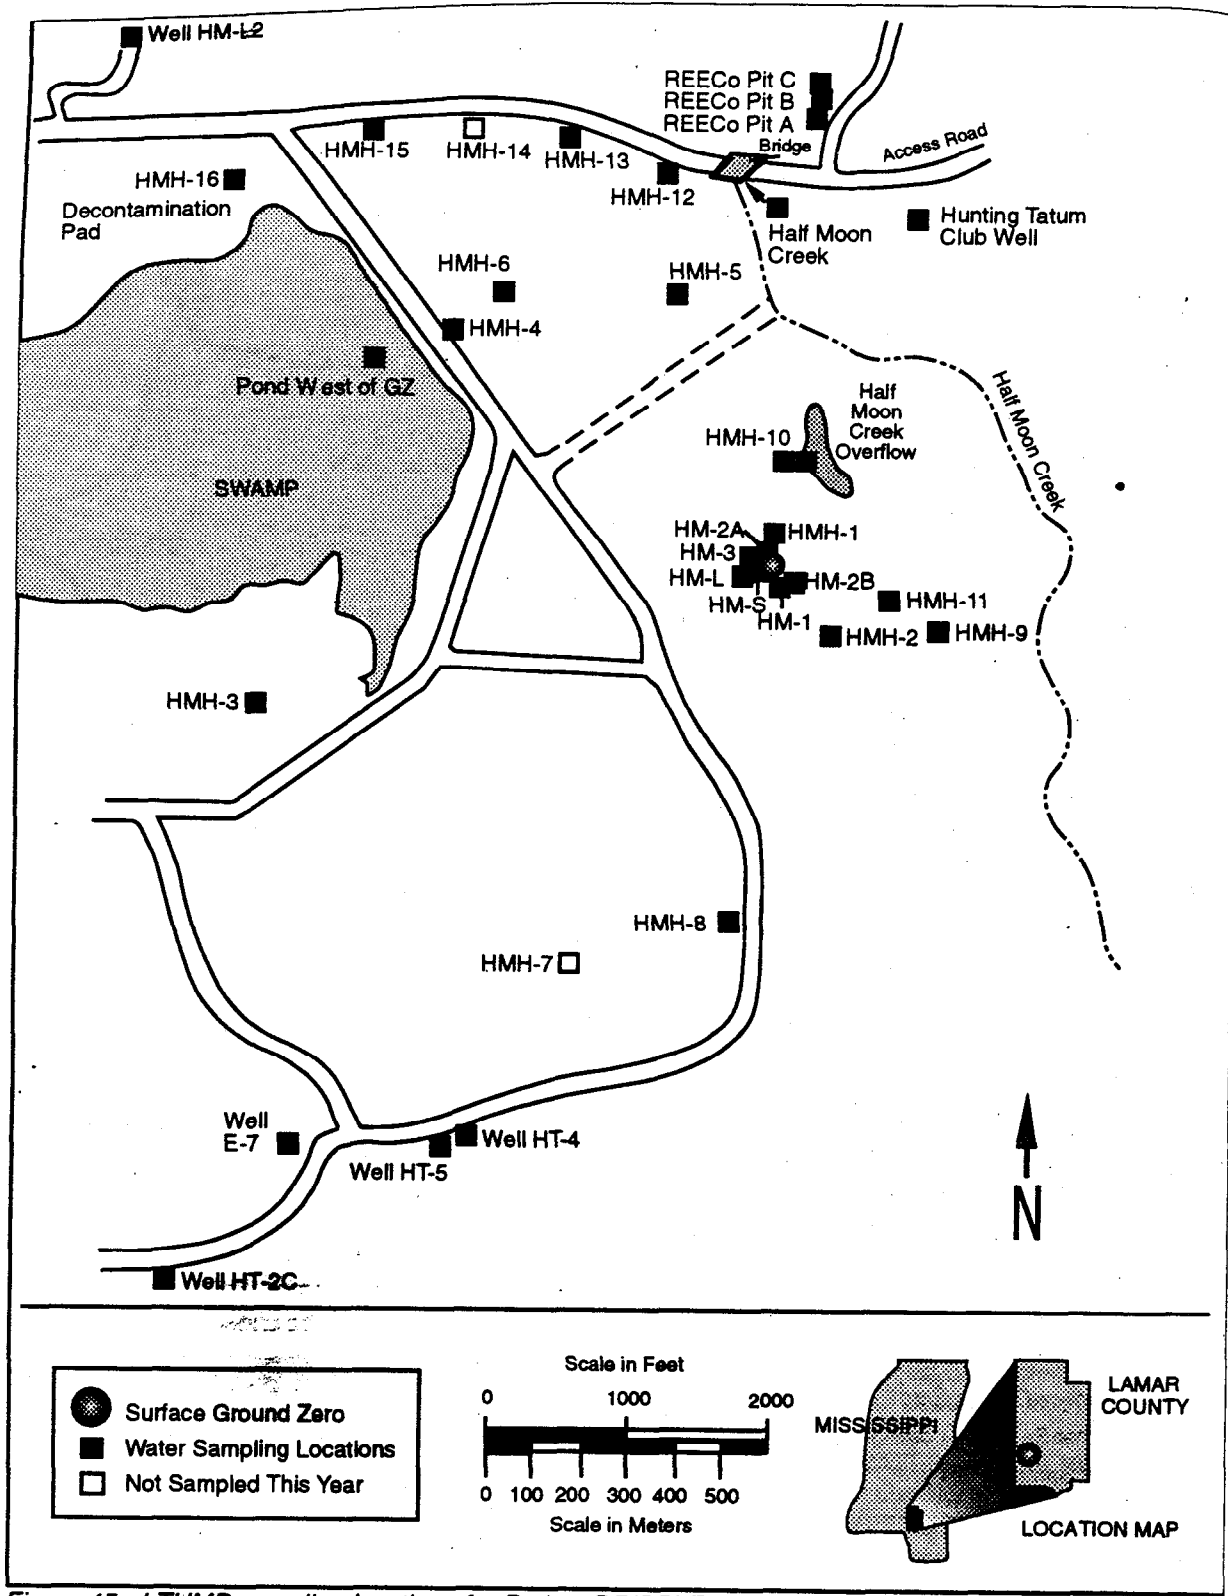 Well HM-L2
REECo Pit C
REECo Pit B
REECo Pit A
Bridge
Access Road
HMH-15
HMH-14
HMH-13
HMH-12
HMH-16
Decontamination
Pad
Half Moon
Creek
Hunting Tatum
Club Well
HMH-6
HMH-5
HMH-4
Pond West of GZ
Half
Moon
Creek
Overflow
Half Moon Creek
HMH-10
SWAMP
HM-2A
HMH-1
HM-3
HM-L
HM-2B
HM-S
HM-1
HMH-11
HMH-2
HMH-9
HMH-3
HMH-8
HMH-7
Well
E-7
Well HT-4
Well HT-5
N
Well HT-2C
Surface Ground Zero
Water Sampling Locations
Not Sampled This Year
Scale in Feet
0 1000 2000
0 100 200 300 400 500
Scale in Meters
MISSISSIPPI
LAMAR
COUNTY
LOCATION MAP